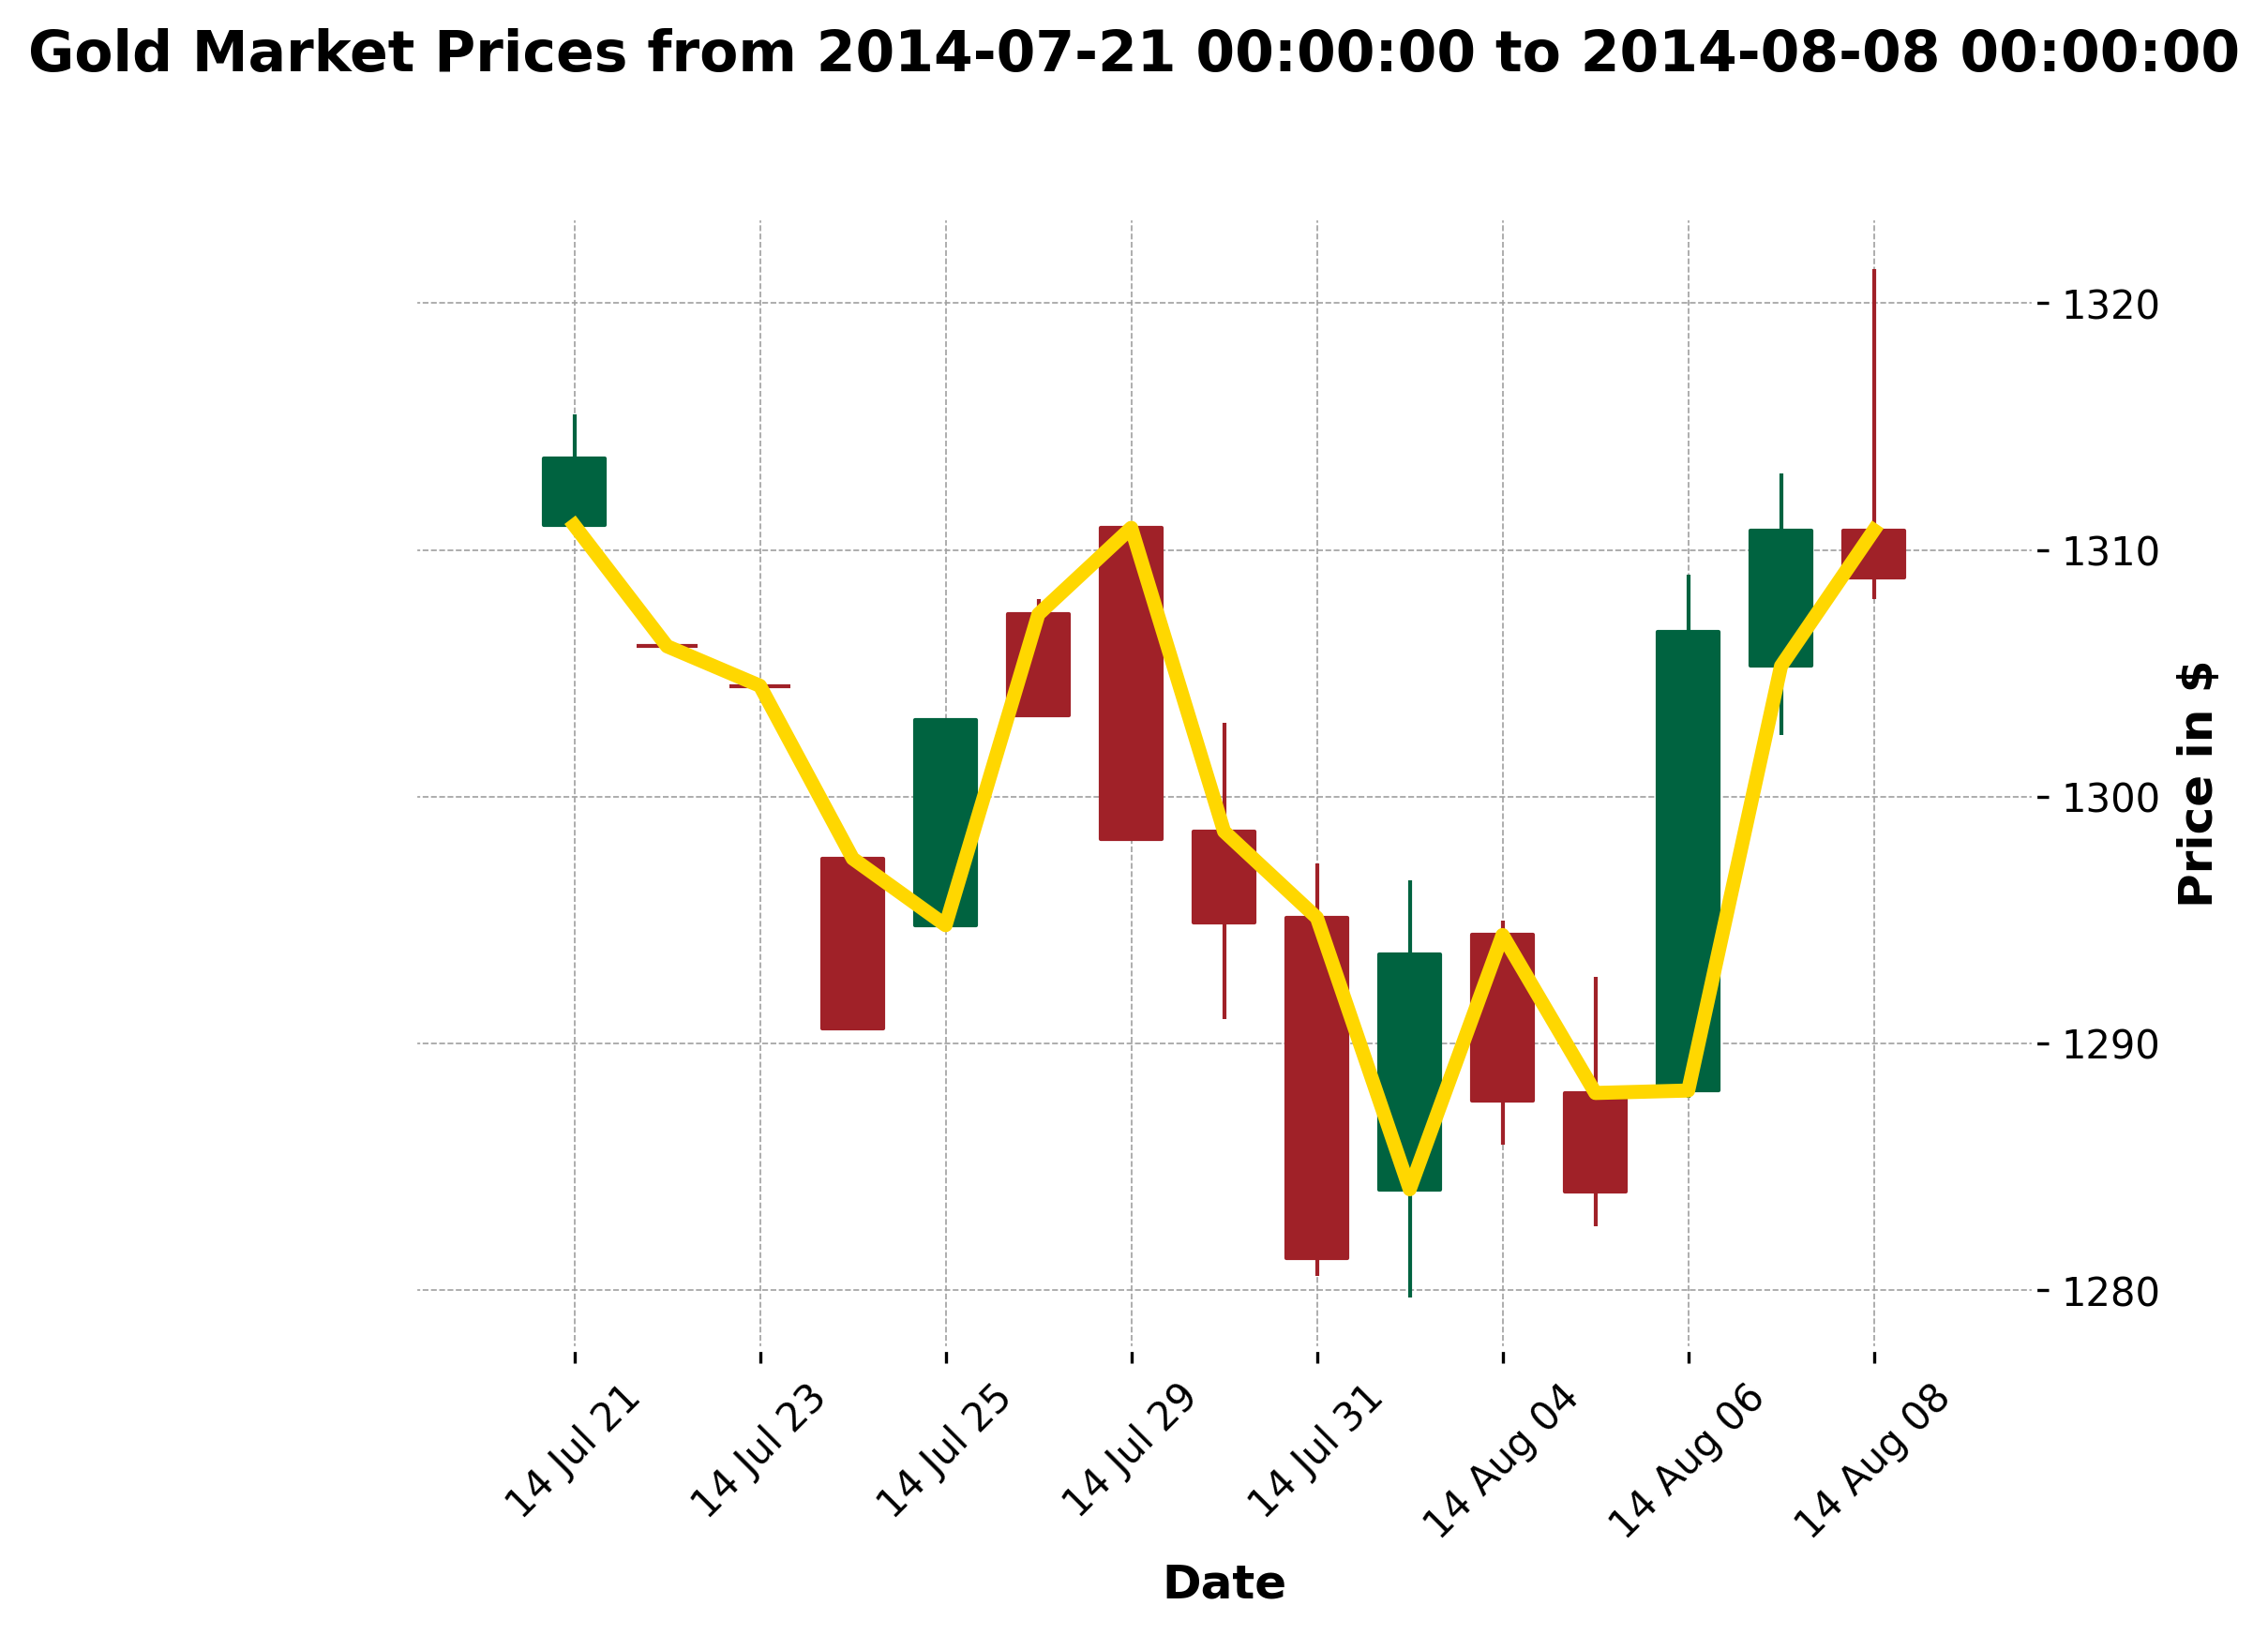 Gold Market Prices from 2014-07-21 00:00:00 to 2014-08-08 00:00:00
1320
1310
1300
1290
1280
Price in $
14 Jul 21
14 Jul 23
14 Jul 25
14 Jul 29
14 Jul 31
14 Aug 04
14 Aug 06
14 Aug 08
Date